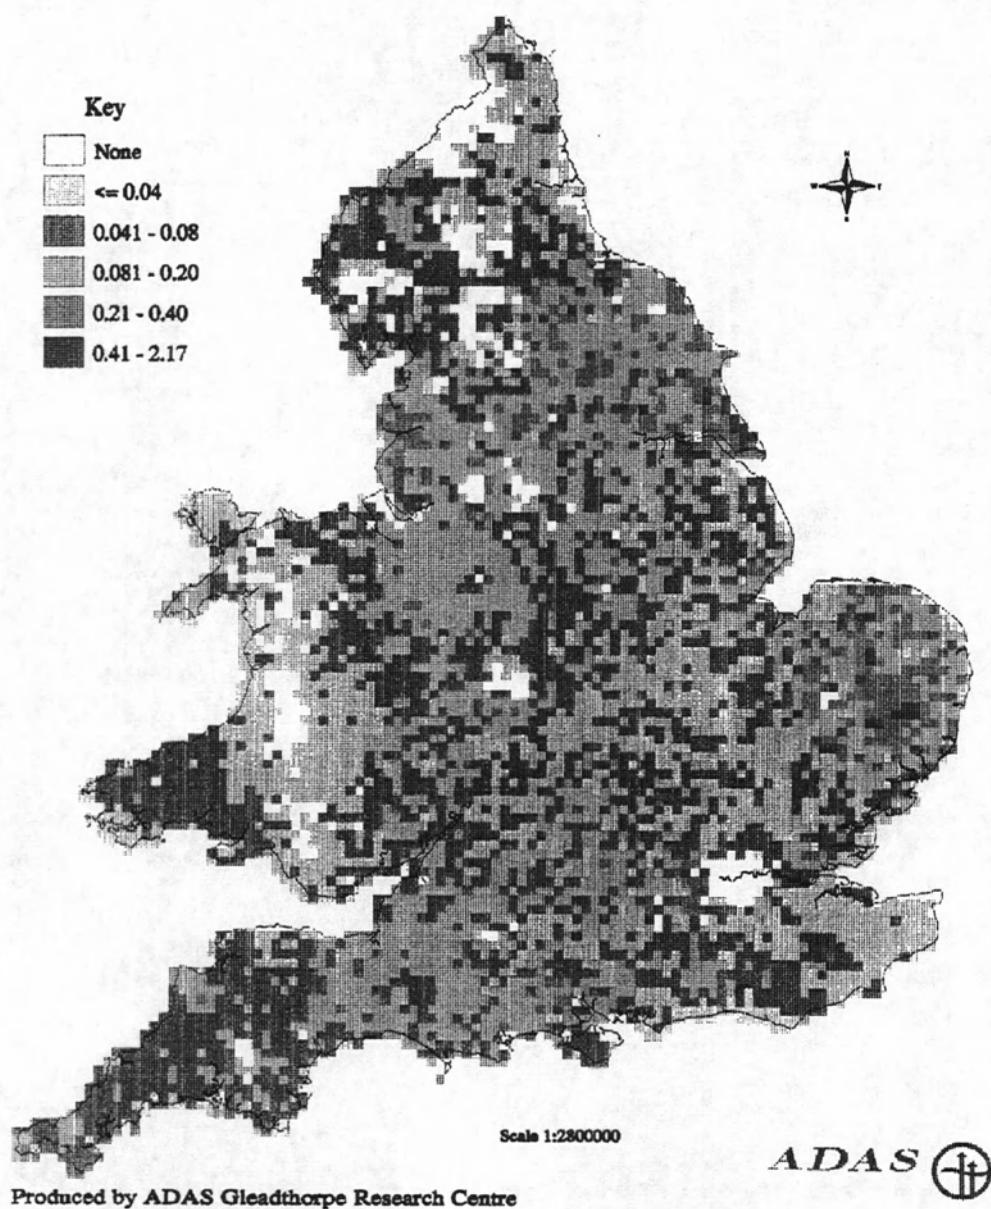 Key
None
<= 0.04
0.041 - 0.08
0.081 - 0.20
0.21 - 0.40
0.41 - 2.17
N
W
S
Scale 1:2800000
ADAS
Produced by ADAS Gleadthorpe Research Centre